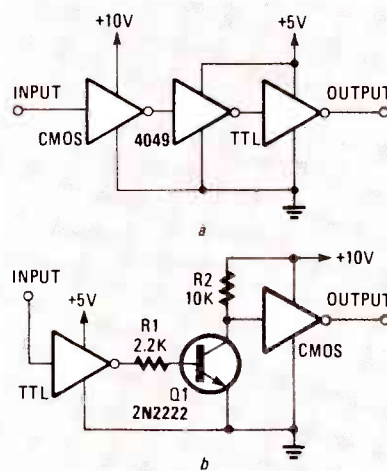 +10V
+5V
INPUT
OUTPUT
CMOS
4049
TTL
a
INPUT
+5V
R1
2.2K
R2
10K
+10V
OUTPUT
TTL
CMOS
Q1
2N2222
b